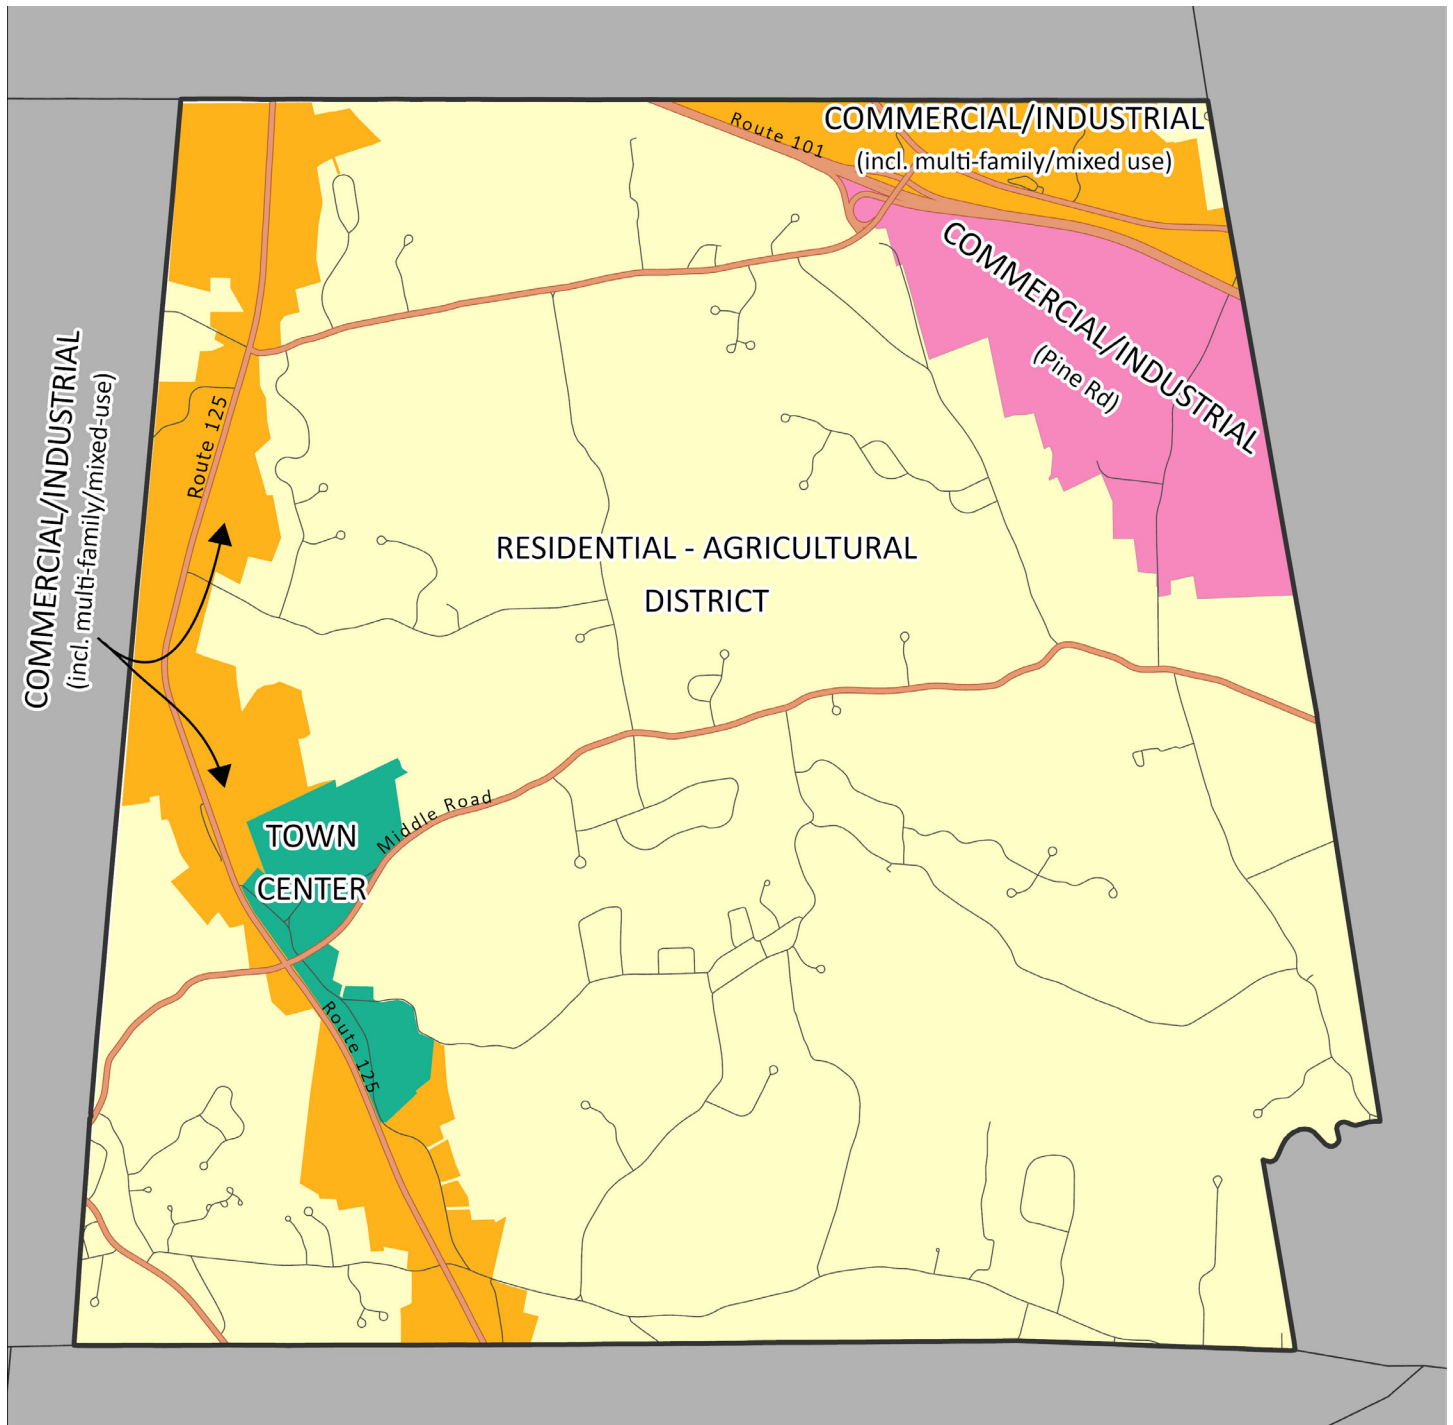 Route 101
COMMERCIAL/INDUSTRIAL
(incl. multi-family/mixed use)
COMMERCIAL/INDUSTRIAL
(Pine Rd)
COMMERCIAL/INDUSTRIAL
(incl. multi-family/mixed-use)
Route 125
RESIDENTIAL - AGRICULTURAL
DISTRICT
Middle Road
TOWN
CENTER
Route 125